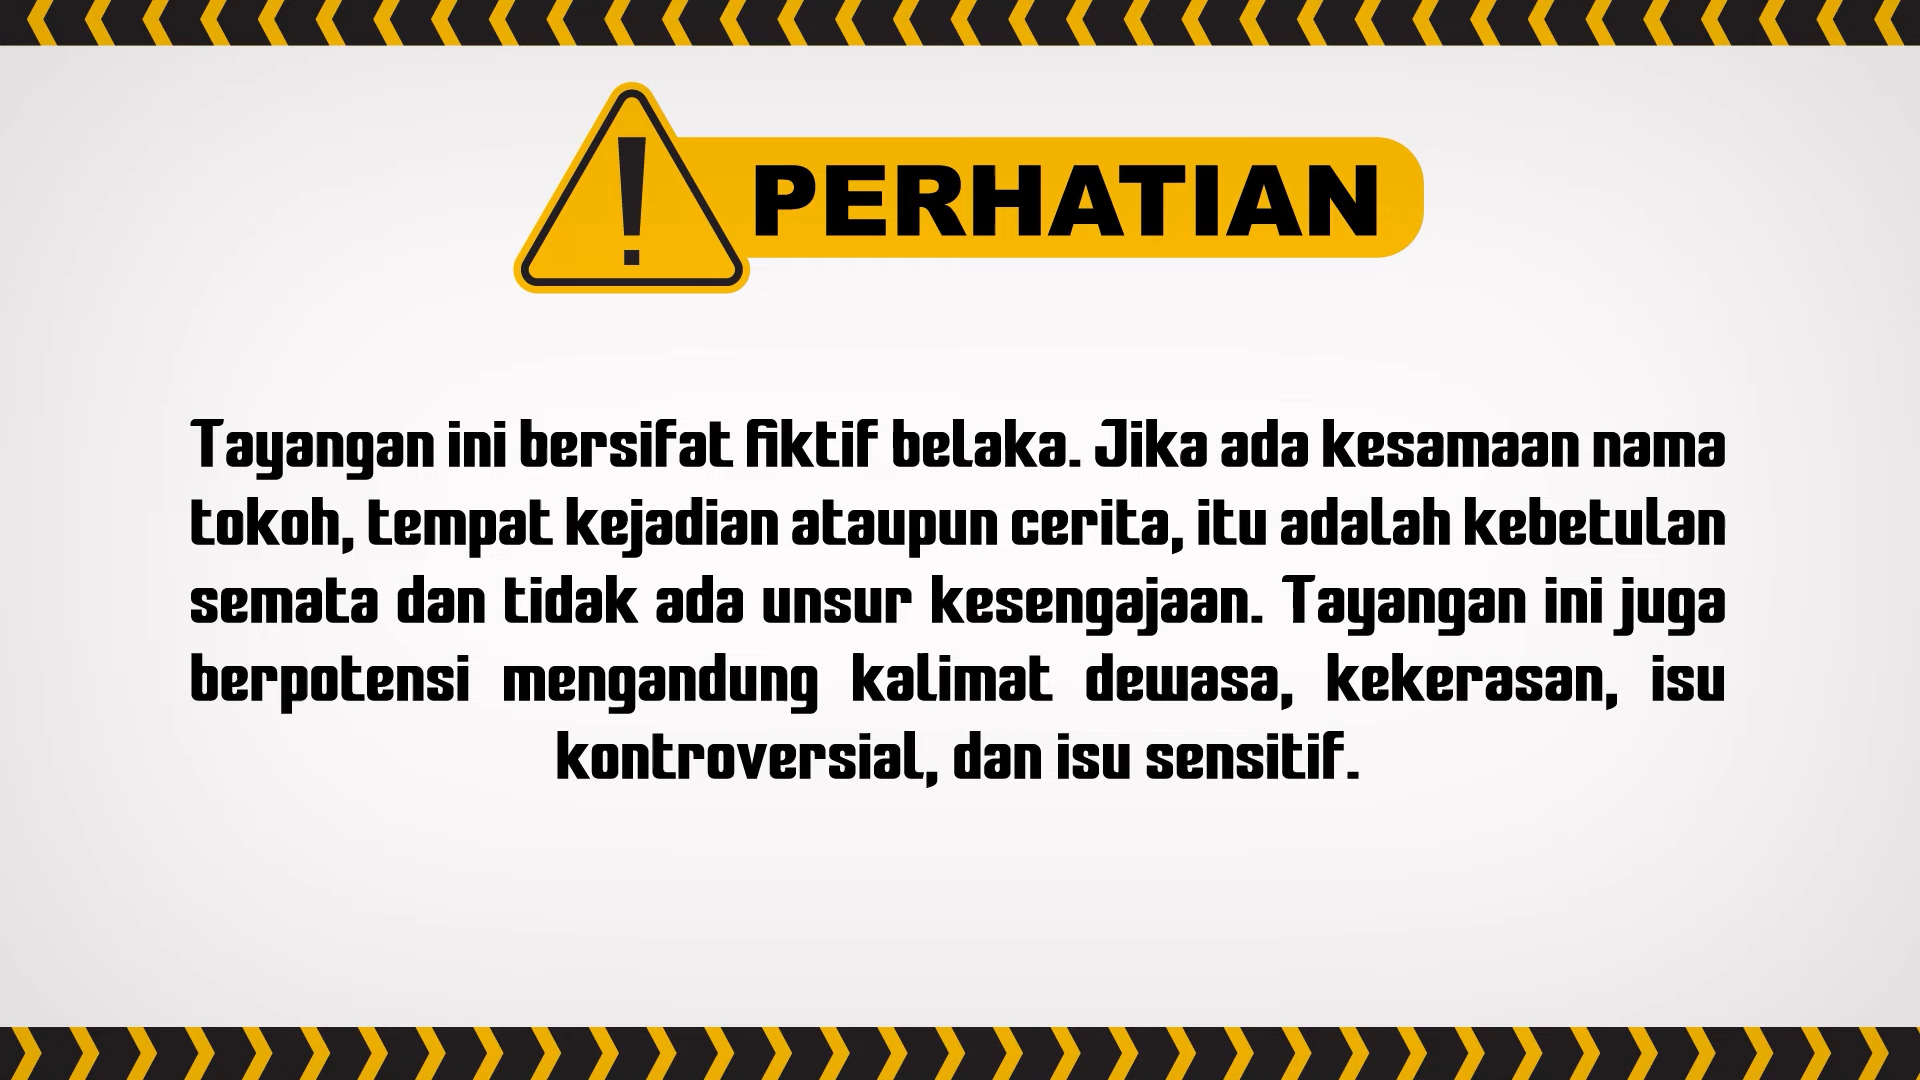 PERHATIAN
Tayangan ini bersifat fiktif belaka. Jika ada kesamaan nama
tokoh, tempat kejadian ataupun cerita, itu adalah kebetulan
semata dan tidak ada unsur kesengajaan. Tayangan ini juga
berpotensi mengandung kalimat dewasa, kekerasan, isu
kontroversial, dan isu sensitif.